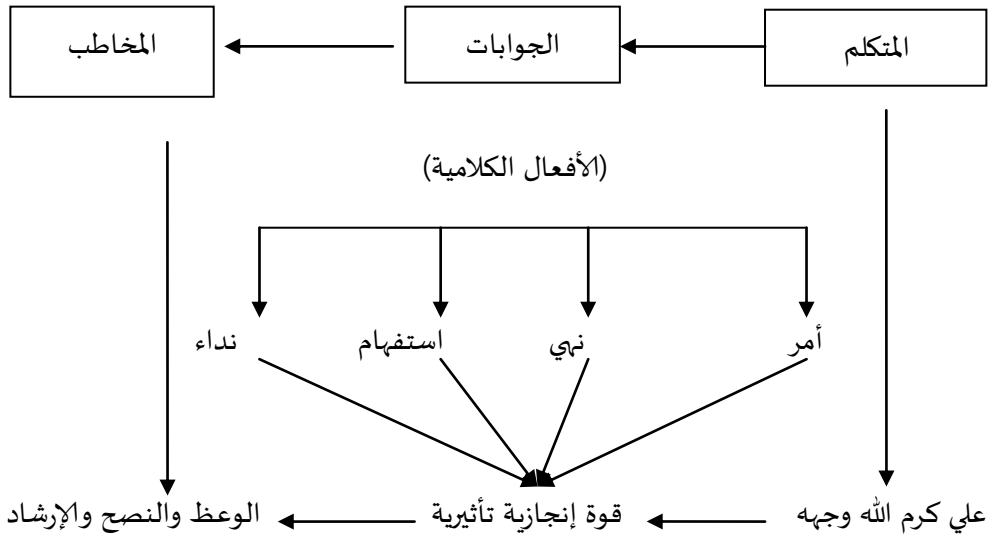 المتكلم
الجوابات
المخاطب
(الأفعال الكلامية)
أمر
نهي
استفهام
نداء
علي كرم الله وجهه
قوة إنجازية تأثيرية
الوعظ والنصح والإرشاد